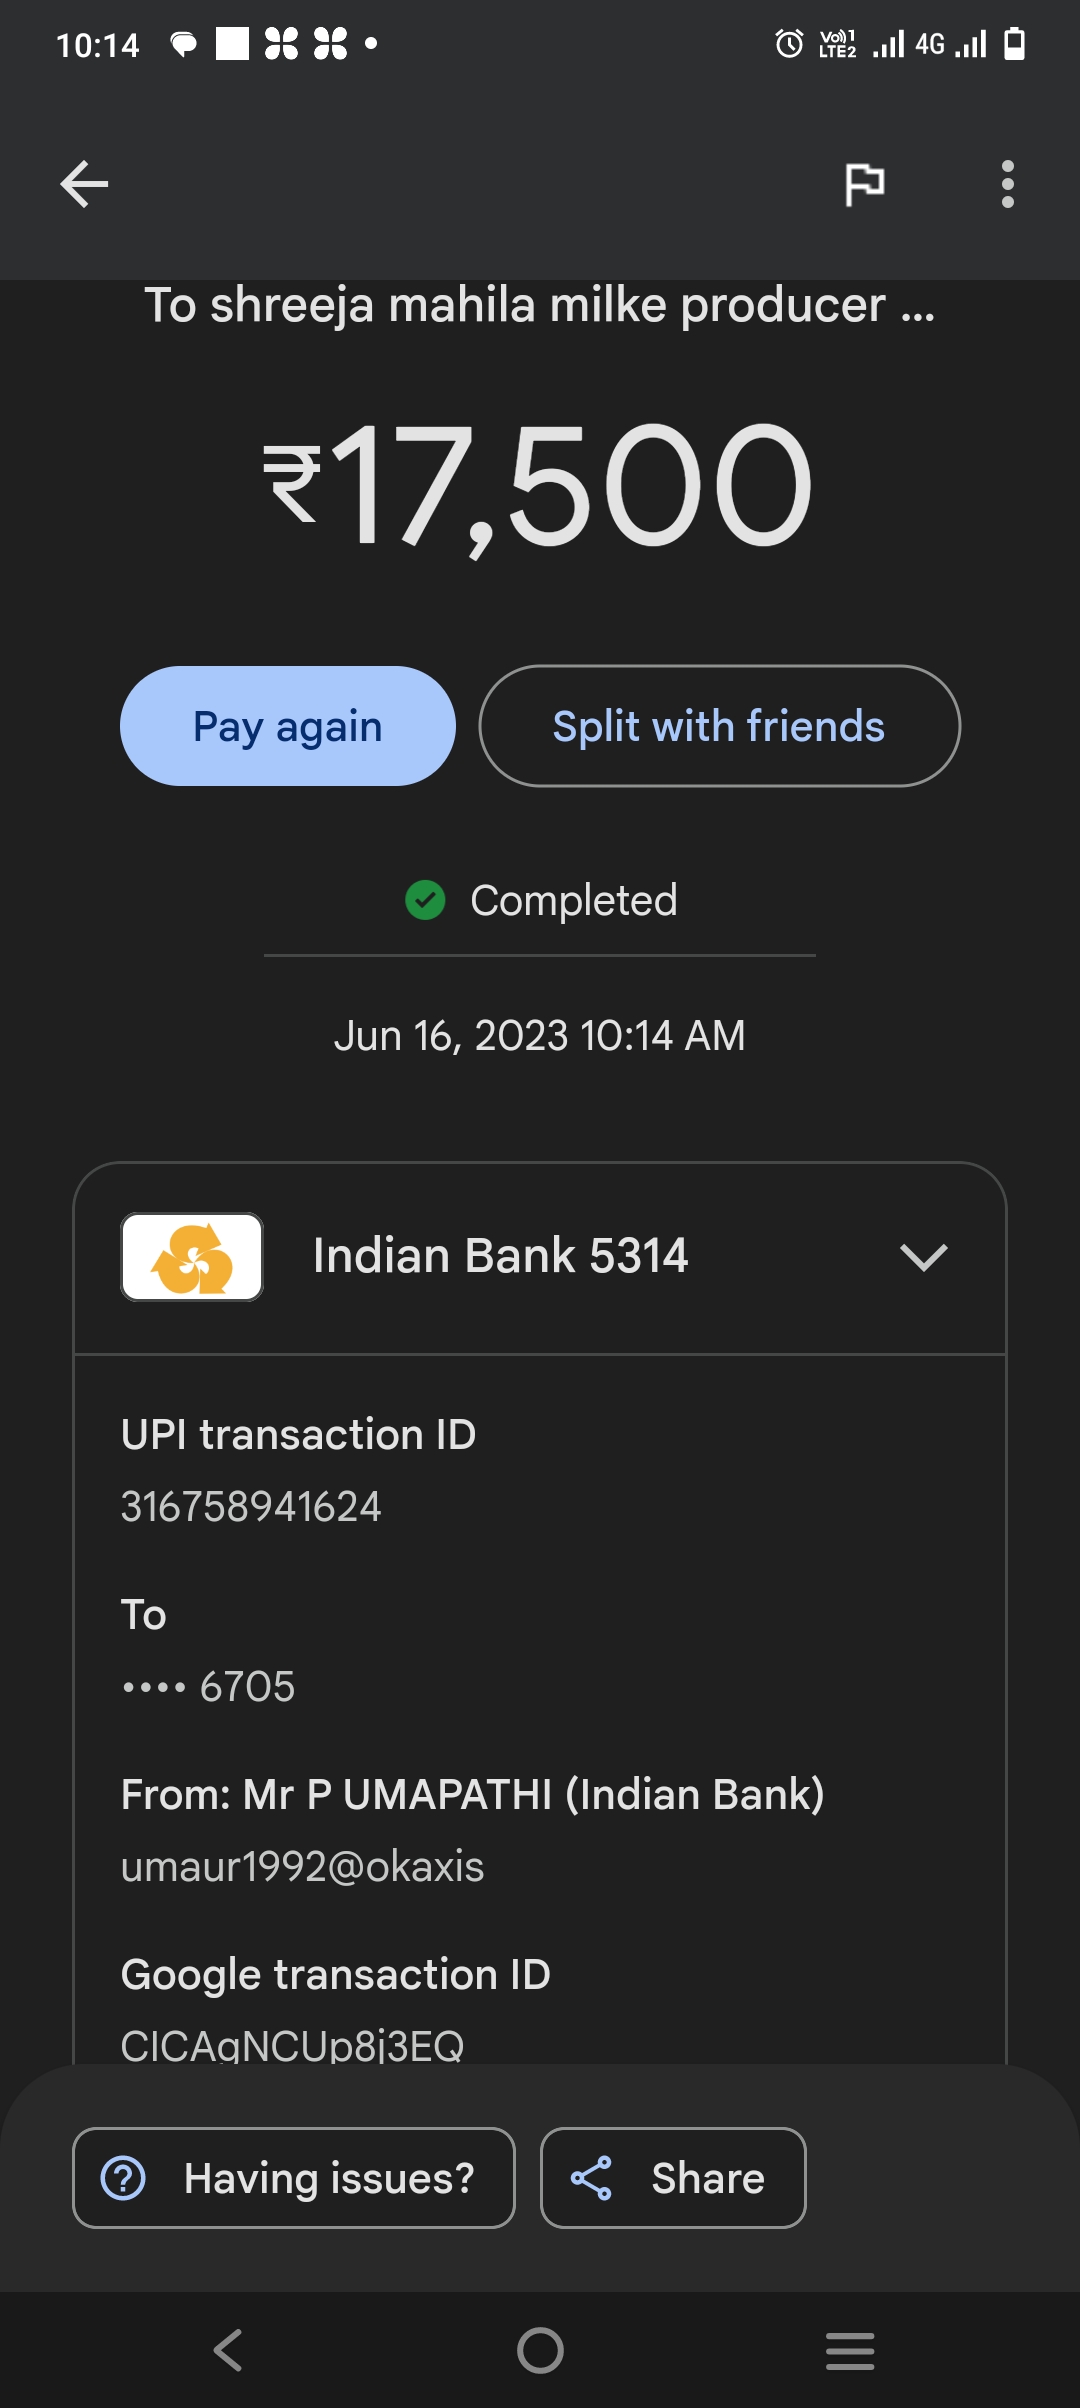 10:14
Vo))1
LTE2
4G
To shreeja mahila milke producer ...
₹17,500
Pay again
Split with friends
Completed
Jun 16, 2023 10:14 AM
Indian Bank 5314
UPI transaction ID
316758941624
To
•••• 6705
From: Mr P UMAPATHI (Indian Bank)
umaur1992@okaxis
Google transaction ID
CICAgNCUp8j3EQ
Having issues?
Share